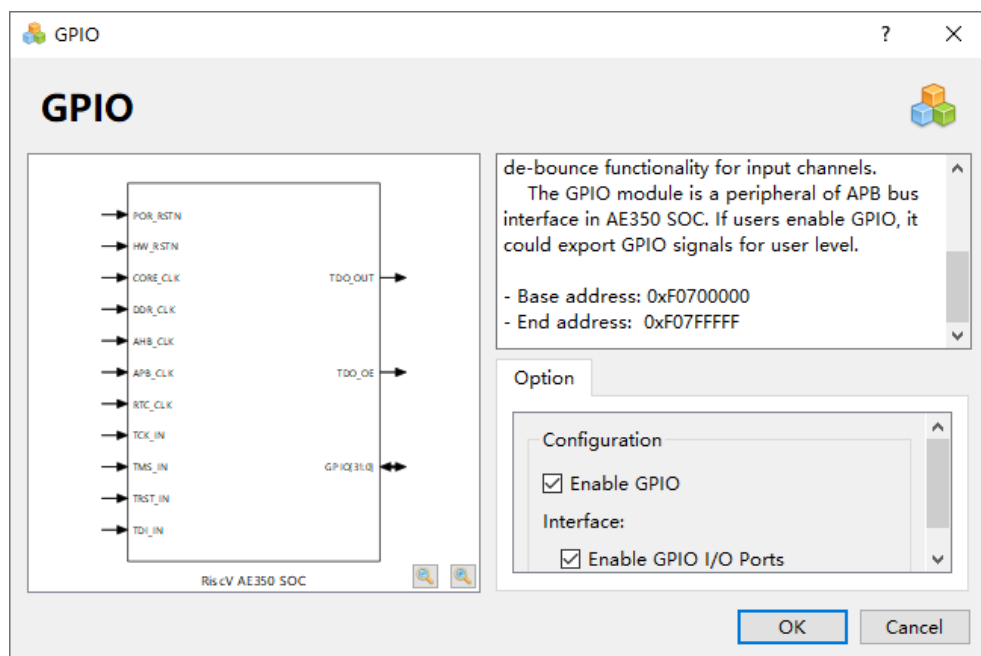 GPIO
?
GPIO
POR_RSTN
HW_RSTN
CORE_CLK
TDO_OUT
DDR_CLK
AHB_CLK
APB_CLK
TDO_OE
RTC_CLK
TCK_IN
TMS_IN
GPIO[31:0]
TRST_IN
TDI_IN
RiscV AE350 SOC
de-bounce functionality for input channels.
The GPIO module is a peripheral of APB bus
interface in AE350 SOC. If users enable GPIO, it
could export GPIO signals for user level.
- Base address: 0xF0700000
- End address: 0xF07FFFFF
Option
Configuration
Enable GPIO
Interface:
Enable GPIO I/O Ports
OK
Cancel